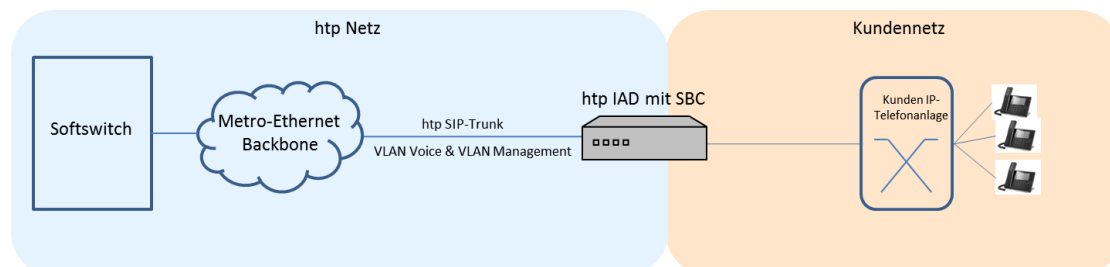 htp Netz
Kundennetz
Softswitch
Metro-Ethernet
Backbone
htp SIP-Trunk
VLAN Voice & VLAN Management
htp IAD mit SBC
Kunden IP-
Telefonanlage